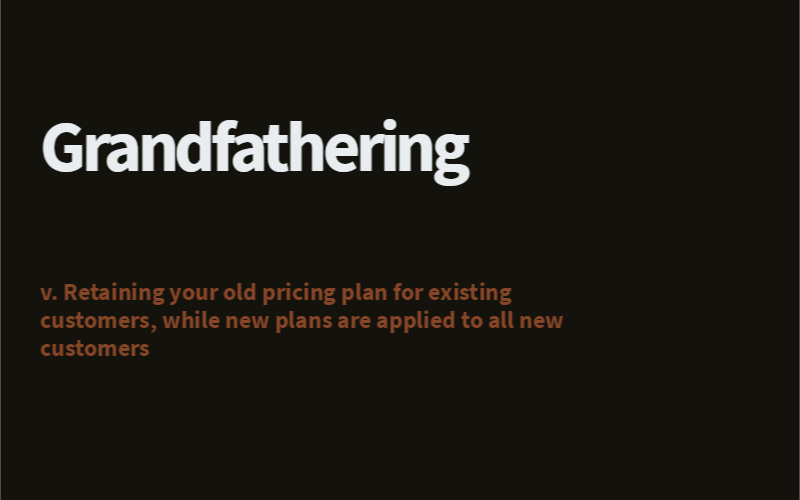 Grandfathering
v. Retaining your old pricing plan for existing
customers, while new plans are applied to all new
customers